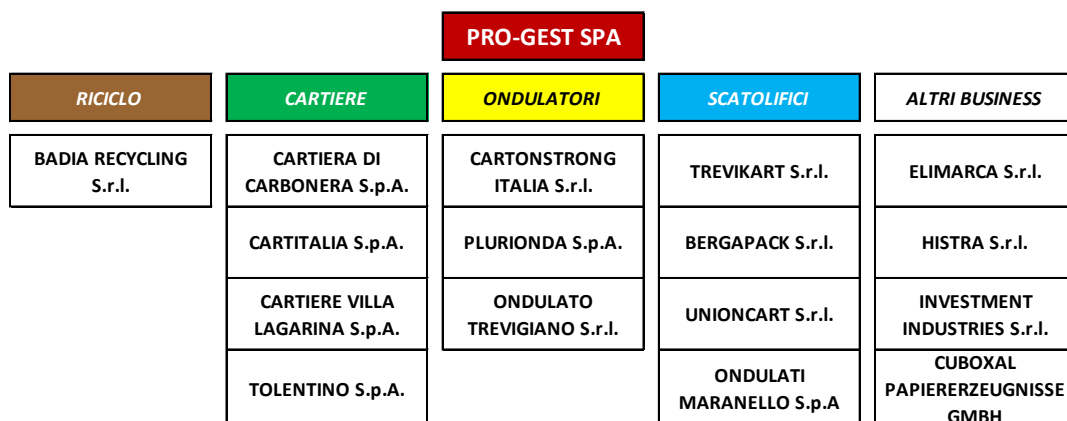 PRO-GEST SPA
RICICLO
CARTIERE
ONDULATORI
SCATOLIFICI
ALTRI BUSINESS
BADIA RECYCLING
S.r.l.
CARTIERA DI
CARBONERA S.p.A.
CARTONSTRONG
ITALIA S.r.l.
TREVIKART S.r.l.
ELIMARCA S.r.l.
CARTITALIA S.p.A.
PLURIONDA S.p.A.
BERGAPACK S.r.l.
HISTRA S.r.l.
CARTIERE VILLA
LAGARINA S.p.A.
ONDULATO
TREVIGIANO S.r.l.
UNIONCART S.r.l.
INVESTMENT
INDUSTRIES S.r.l.
TOLENTINO S.p.A.
ONDULATI
MARANELLO S.p.A
CUBOXAL
PAPIERERZEUGNISSE
GMBH